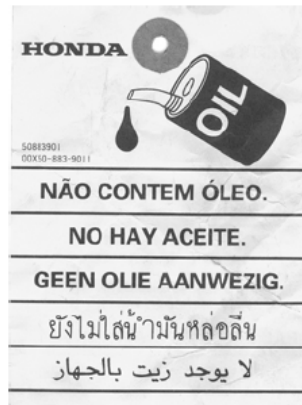 HONDA
OIL
50883901
00X50-883-9011
NÃO CONTEM ÓLEO.
NO HAY ACEITE.
GEEN OLIE AANWEZIG.
ยังไม่ใส่น้ำมันหล่อลื่น
لا يوجد زيت بالجهاز